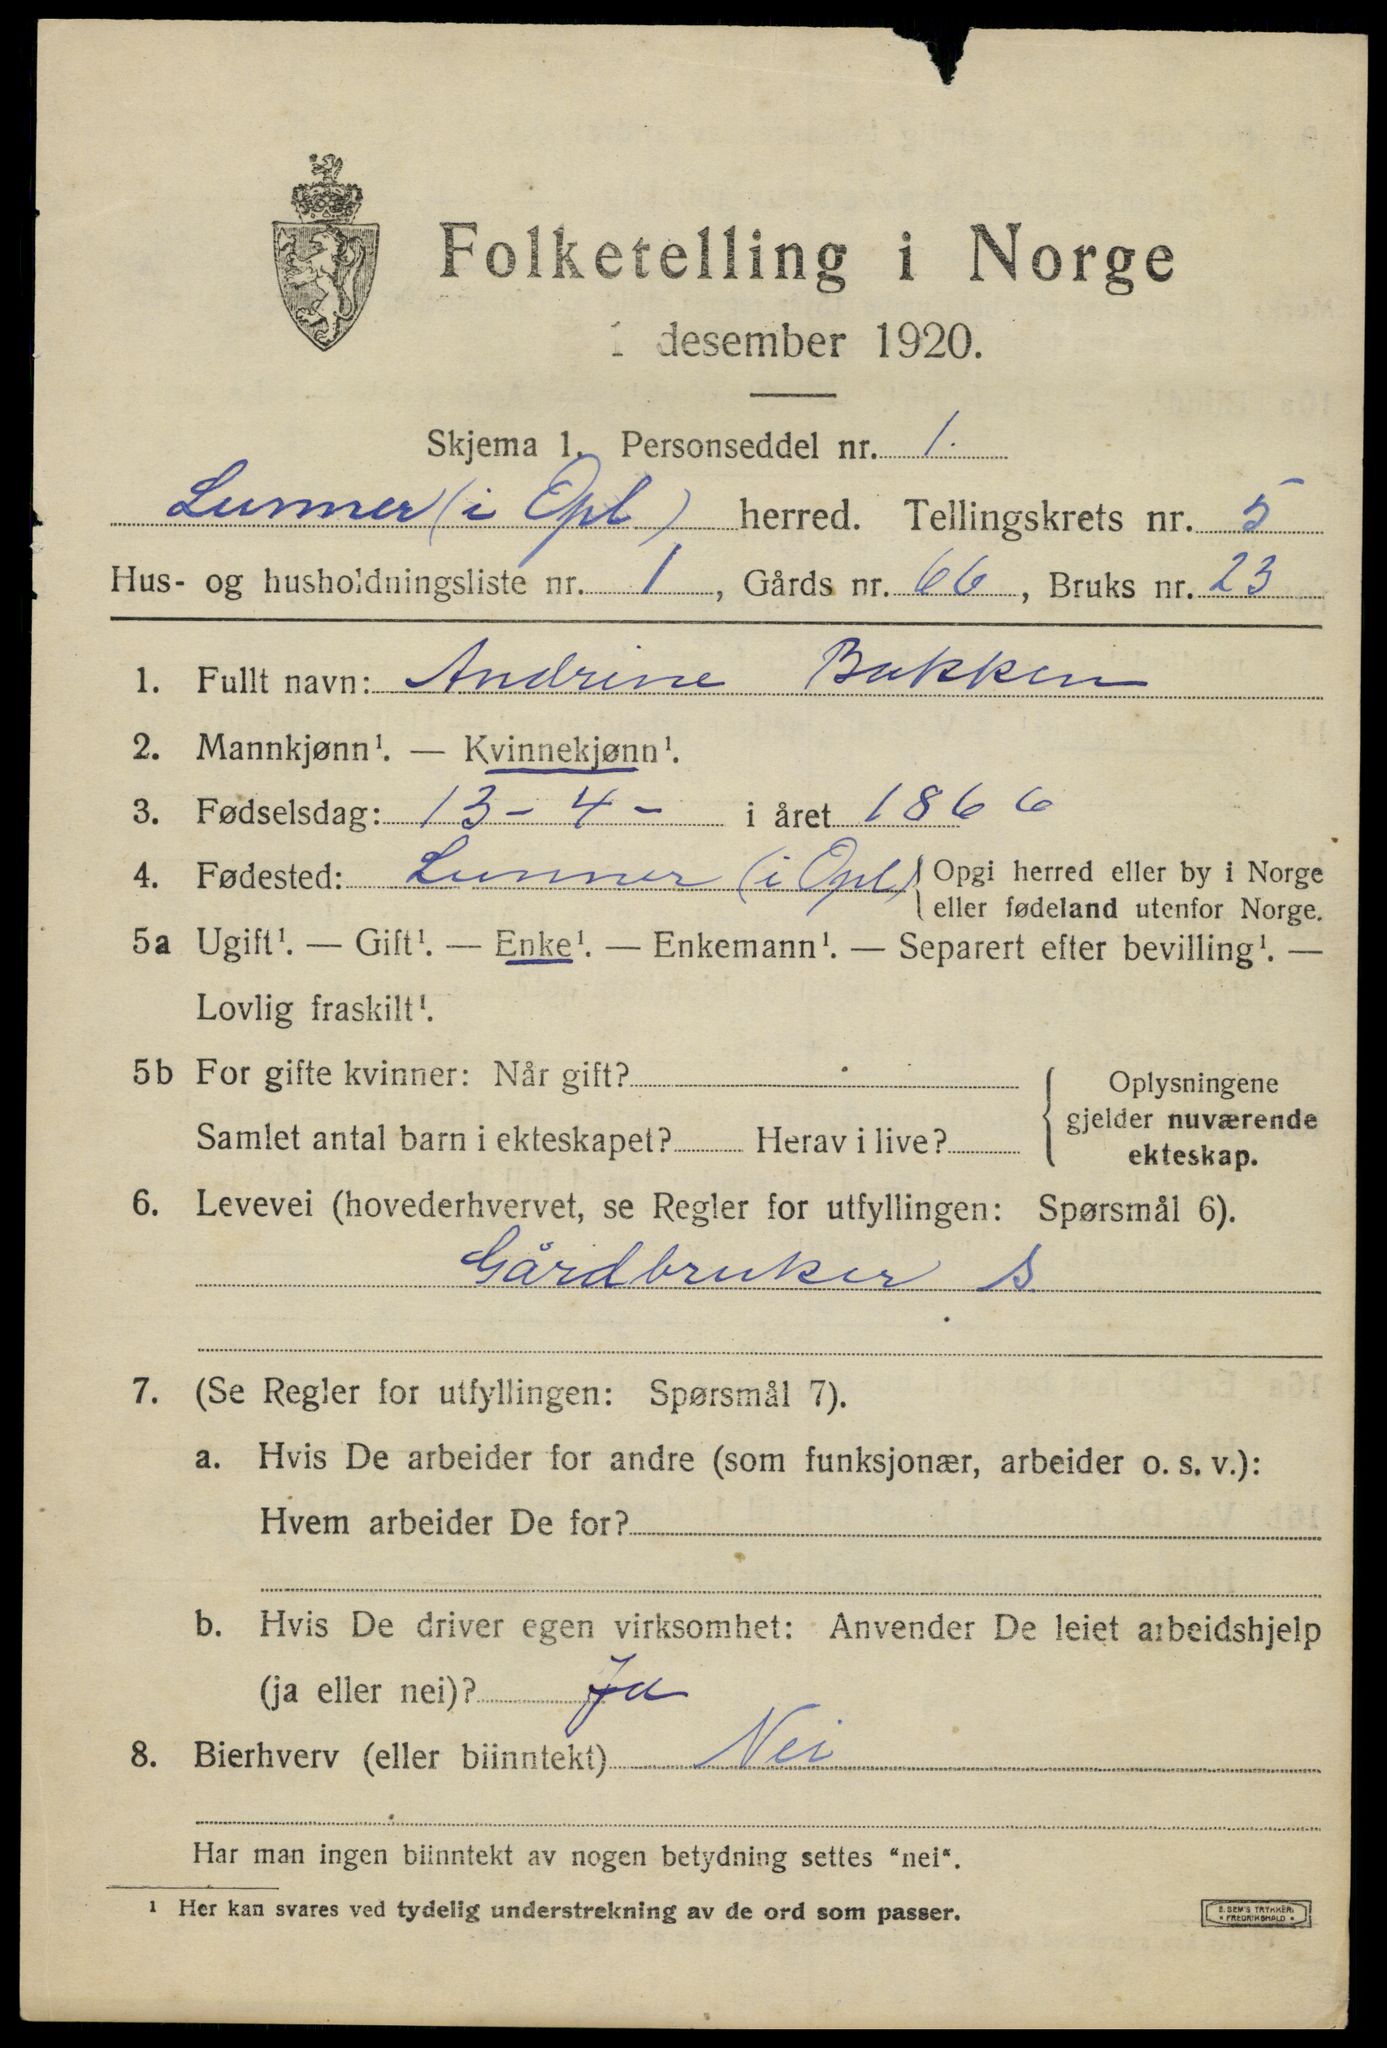 Folketelling i Norge
1 desember 1920.
Skjema 1. Personseddel nr. 1.
Lunner (i Opl) herred. Tellingskrets nr. 5
Hus- og husholdningsliste nr. 1, Gårds nr. 66, Bruks nr. 23
1. Fullt navn: Andrine Bakken
2. Mannkjønn¹. — Kvinnekjønn¹.
3. Fødselsdag: 13-4- i året 1866
4. Fødested: Lunner (i Opl) Opgi herred eller by i Norge
eller fødeland utenfor Norge.
5a Ugift¹. — Gift¹. — Enke¹. — Enkemann¹. — Separert efter bevilling¹. —
Lovlig fraskilt¹.
5b For gifte kvinner: Når gift?
Samlet antal barn i ekteskapet? Herav i live?
Oplysningene
gjelder nuværende
ekteskap.
6. Levevei (hovederhvervet, se Regler for utfyllingen: Spørsmål 6).
Gårdbruker S
7. (Se Regler for utfyllingen: Spørsmål 7).
a. Hvis De arbeider for andre (som funksjonær, arbeider o. s. v.):
Hvem arbeider De for?
b. Hvis De driver egen virksomhet: Anvender De leiet arbeidshjelp
(ja eller nei)? Ja
8. Bierhverv (eller biinntekt) Nei
Har man ingen biinntekt av nogen betydning settes "nei".
¹ Her kan svares ved tydelig understrekning av de ord som passer.
E. SEM'S TRYKKERI
FREDRIKSHALD